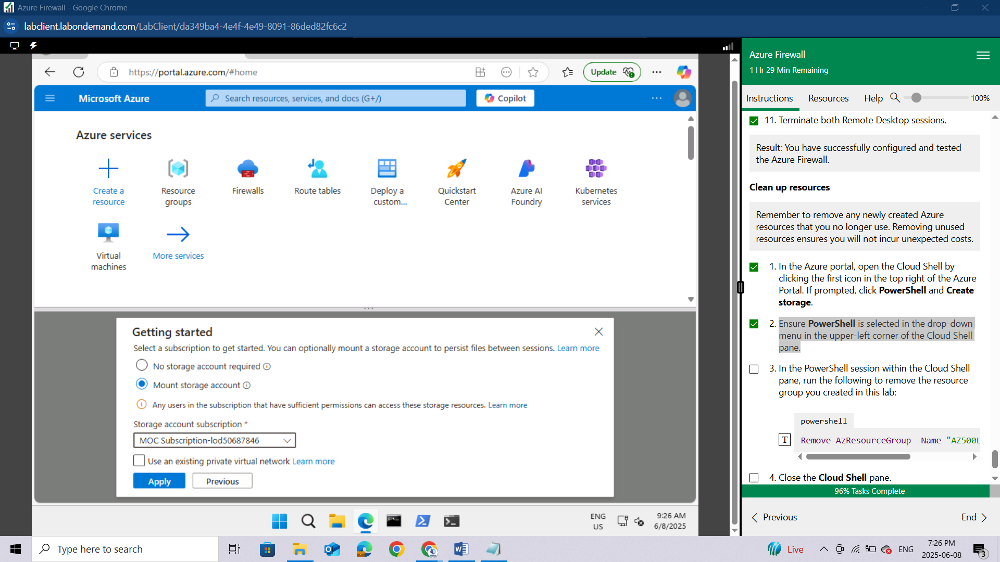 Azure Firewall - Google Chrome
labclient.labondemand.com/LabClient/da349ba4-4e4f-4e49-8091-86ded82fc6c2
https://portal.azure.com/#home
Update
Microsoft Azure
Search resources, services, and docs (G+/)
Copilot
Azure services
Create a resource
Resource groups
Firewalls
Route tables
Deploy a custom...
Quickstart Center
Azure AI Foundry
Kubernetes services
Virtual machines
More services
Getting started
Select a subscription to get started. You can optionally mount a storage account to persist files between sessions. Learn more
No storage account required
Mount storage account
Any users in the subscription that have sufficient permissions can access these storage resources. Learn more
Storage account subscription *
MOC Subscription-lod50687846
Use an existing private virtual network Learn more
Apply
Previous
ENG
US
9:26 AM
6/8/2025
Azure Firewall
1 Hr 29 Min Remaining
Instructions
Resources
Help
100%
11. Terminate both Remote Desktop sessions.
Result: You have successfully configured and tested
the Azure Firewall.
Clean up resources
Remember to remove any newly created Azure
resources that you no longer use. Removing unused
resources ensures you will not incur unexpected costs.
1. In the Azure portal, open the Cloud Shell by
clicking the first icon in the top right of the Azure
Portal. If prompted, click PowerShell and Create
storage.
2. Ensure PowerShell is selected in the drop-down
menu in the upper-left corner of the Cloud Shell
pane.
3. In the PowerShell session within the Cloud Shell
pane, run the following to remove the resource
group you created in this lab:
powershell
T
Remove-AzResourceGroup -Name "AZ500L
4. Close the Cloud Shell pane.
96% Tasks Complete
Previous
End
Type here to search
Live
ENG
7:26 PM
2025-06-08
3